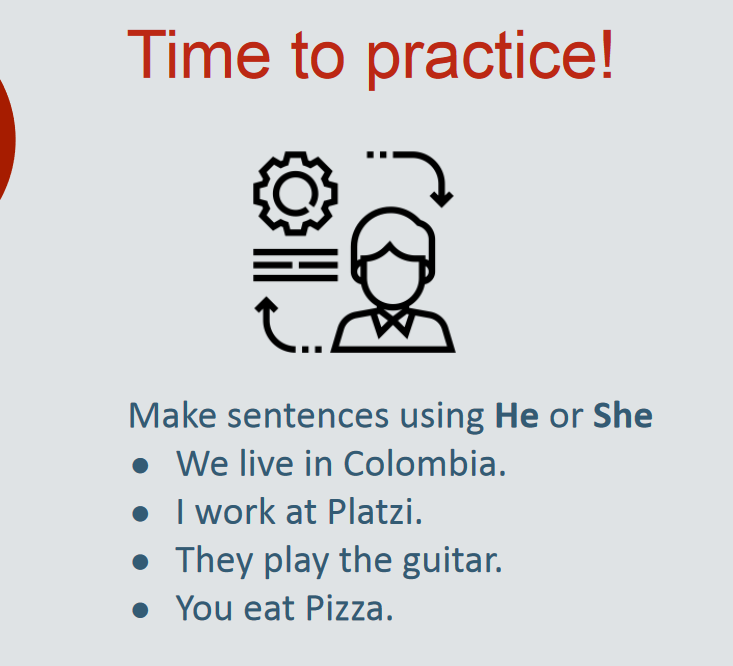 Time to practice!
Make sentences using He or She
● We live in Colombia.
● I work at Platzi.
● They play the guitar.
● You eat Pizza.